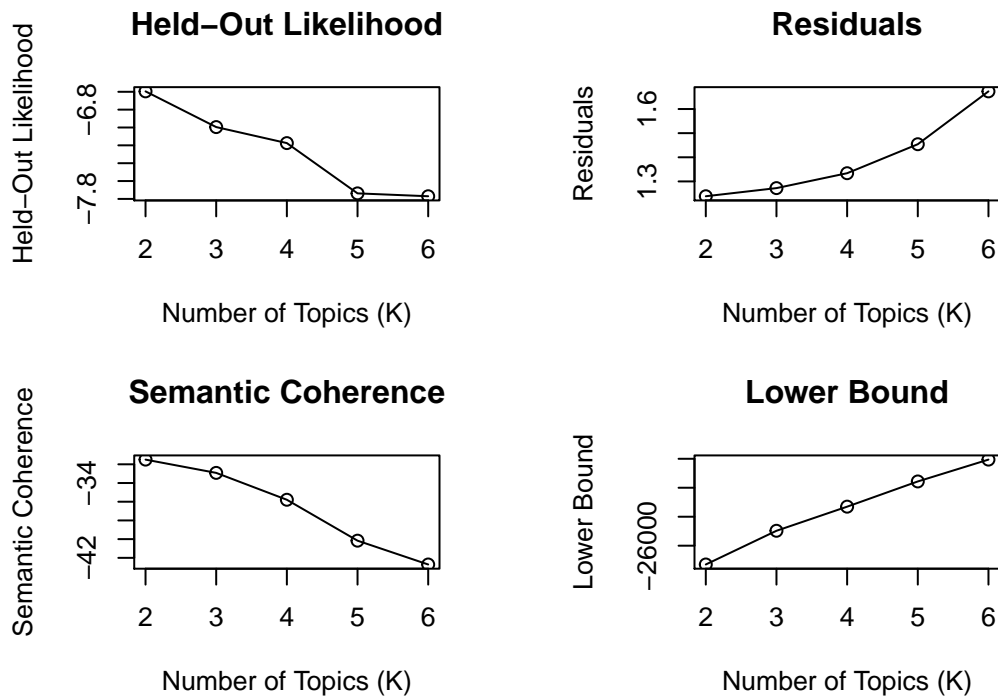 Held−Out Likelihood
Held−Out Likelihood
−6.8
−7.8
2 3 4 5 6
Number of Topics (K)
Residuals
Residuals
1.6
1.3
2 3 4 5 6
Number of Topics (K)
Semantic Coherence
Semantic Coherence
−34
−42
2 3 4 5 6
Number of Topics (K)
Lower Bound
Lower Bound
−26000
2 3 4 5 6
Number of Topics (K)